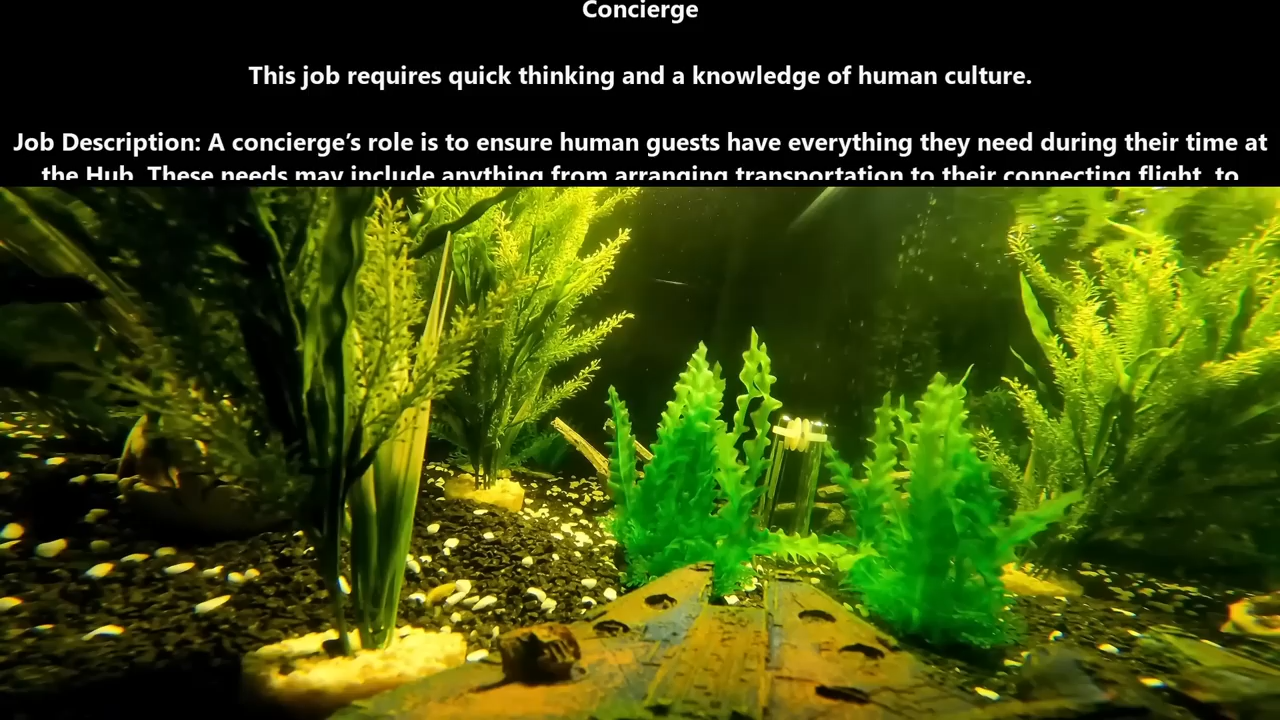 Concierge
This job requires quick thinking and a knowledge of human culture.
Job Description: A concierge’s role is to ensure human guests have everything they need during their time at
the Hub. These needs may include anything from arranging transportation to their connecting flight, to